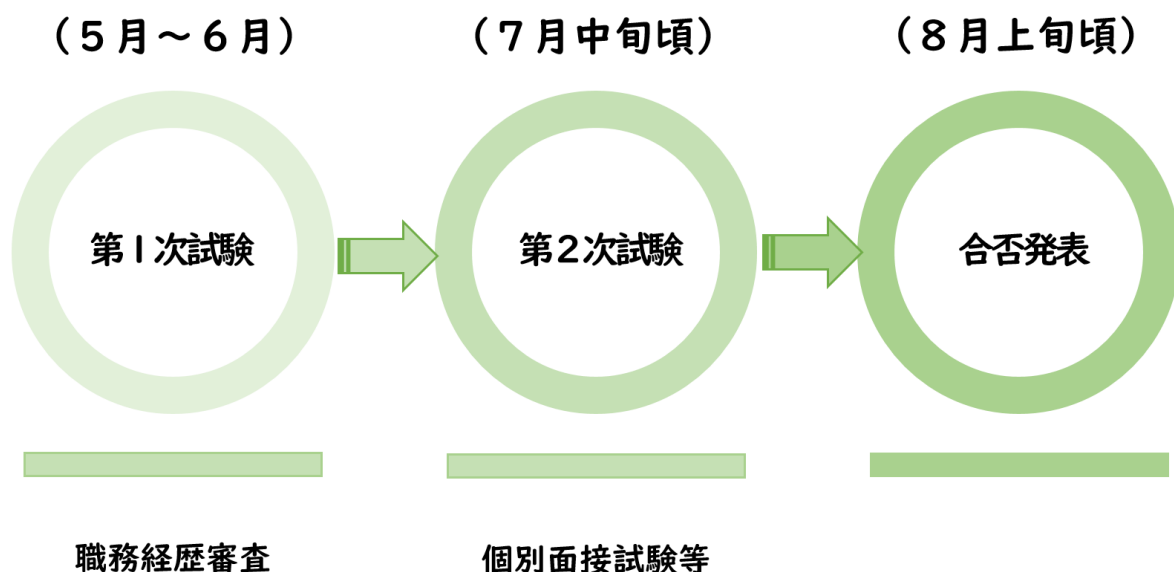 (5月～6月)
(7月中旬頃)
(8月上旬頃)
第1次試験
第2次試験
合否発表
職務経歴審査
個別面接試験等